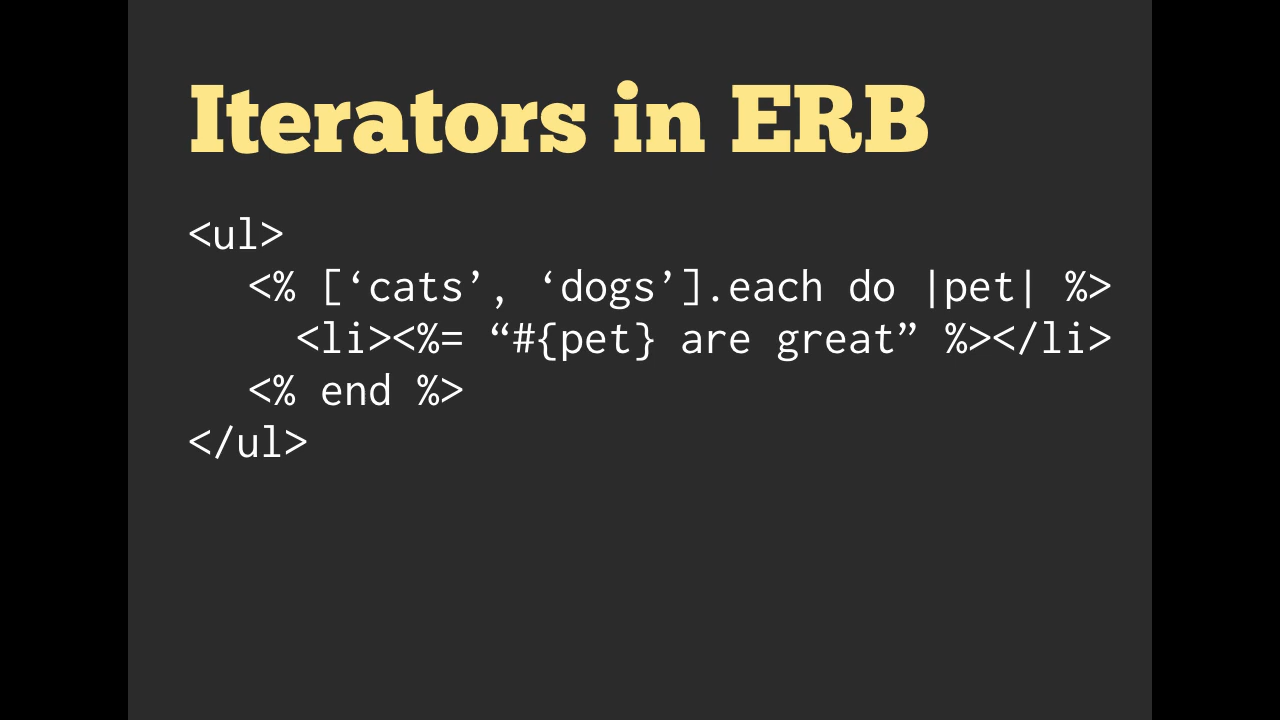 Iterators in ERB
<ul>
<% [‘cats’, ‘dogs’].each do |pet| %>
<li><%= “#{pet} are great” %></li>
<% end %>
</ul>